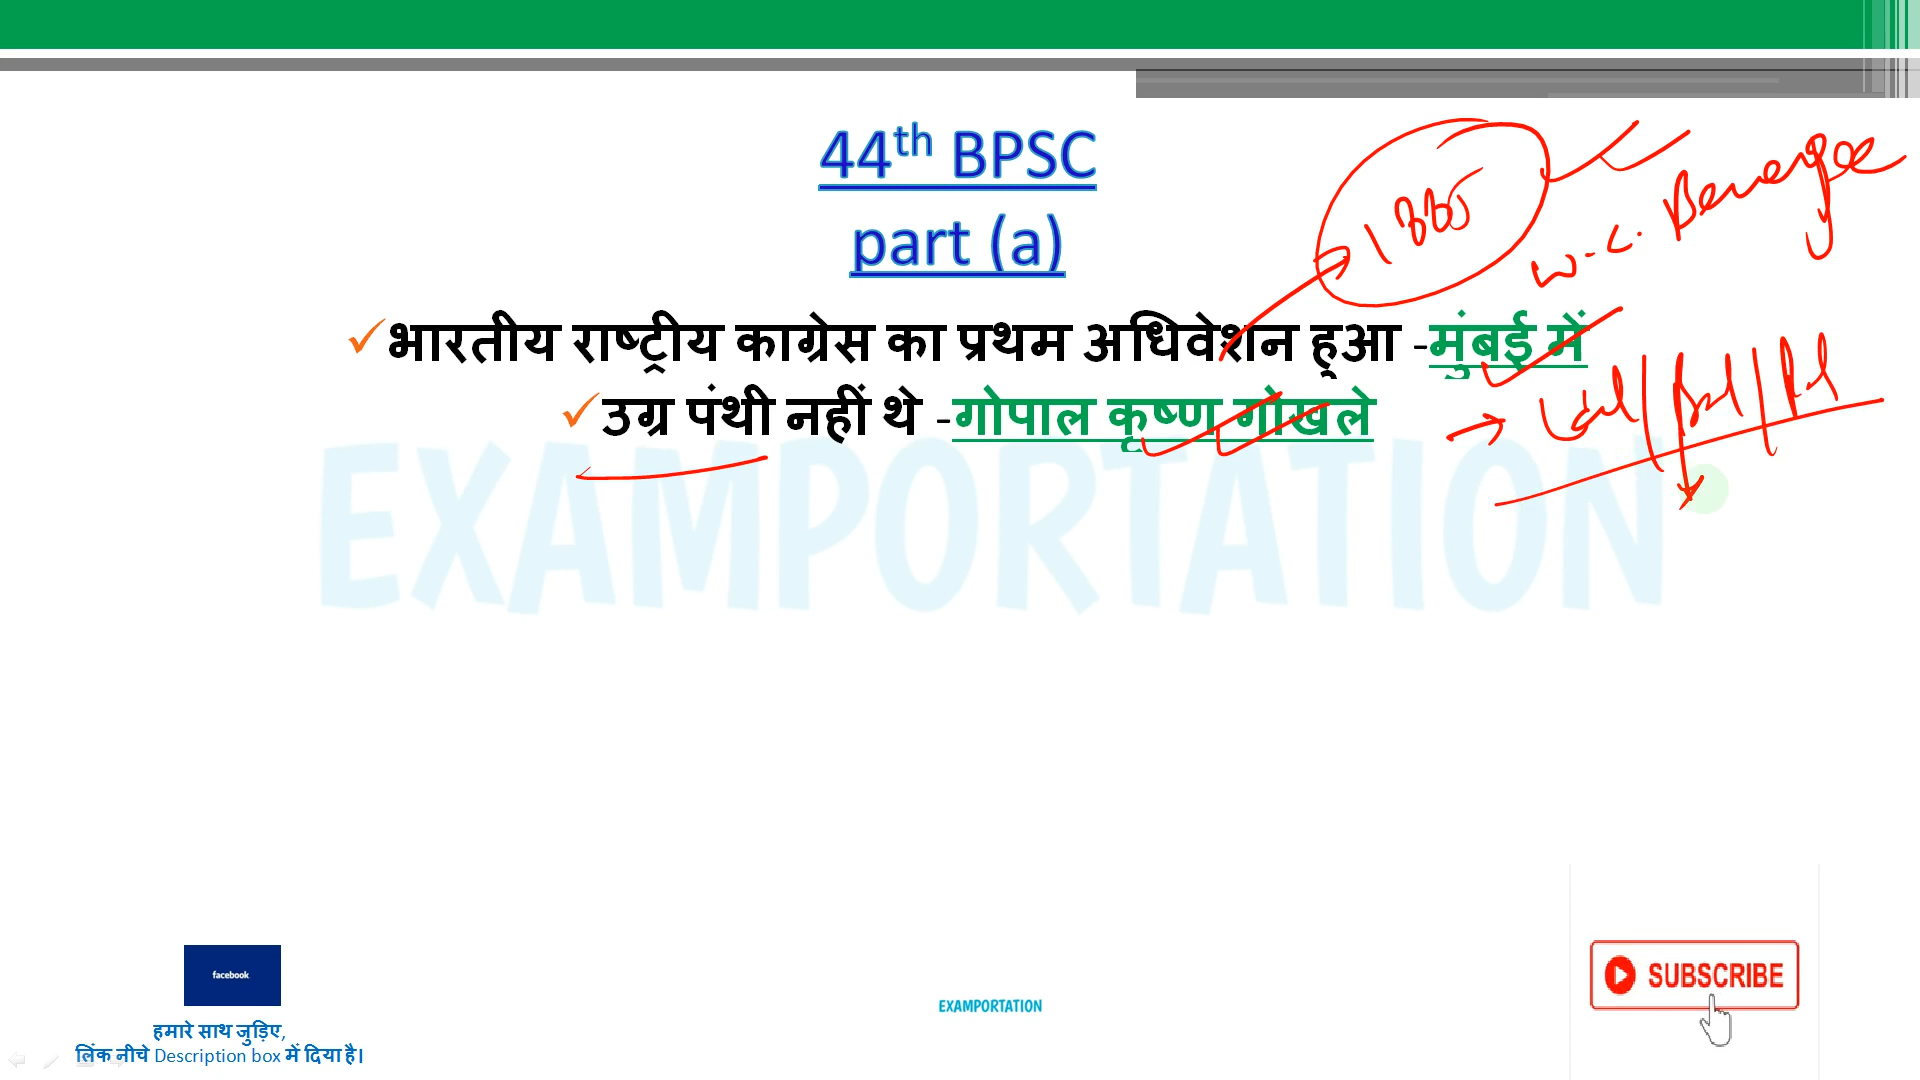 44th BPSC
part (a)
1885
W.C. Banerjee
✓भारतीय राष्ट्रीय काग्रेस का प्रथम अधिवेशन हुआ -मुंबई में
✓उग्र पंथी नहीं थे -गोपाल कृष्ण गोखले
→ Lal/Bal/Pal
EXAMPORTATION
facebook
हमारे साथ जुड़िए,
लिंक नीचे Description box में दिया है।
EXAMPORTATION
SUBSCRIBE